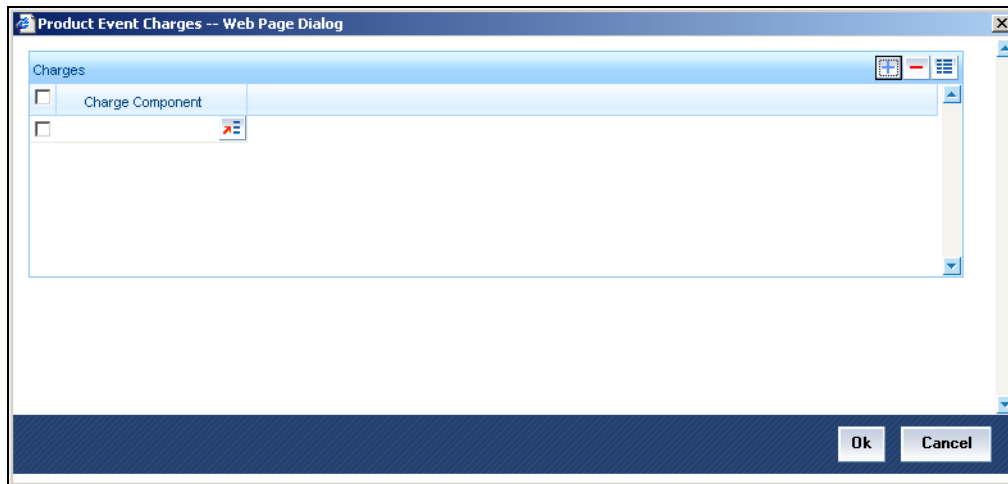 Product Event Charges -- Web Page Dialog
Charges
Charge Component
Ok
Cancel